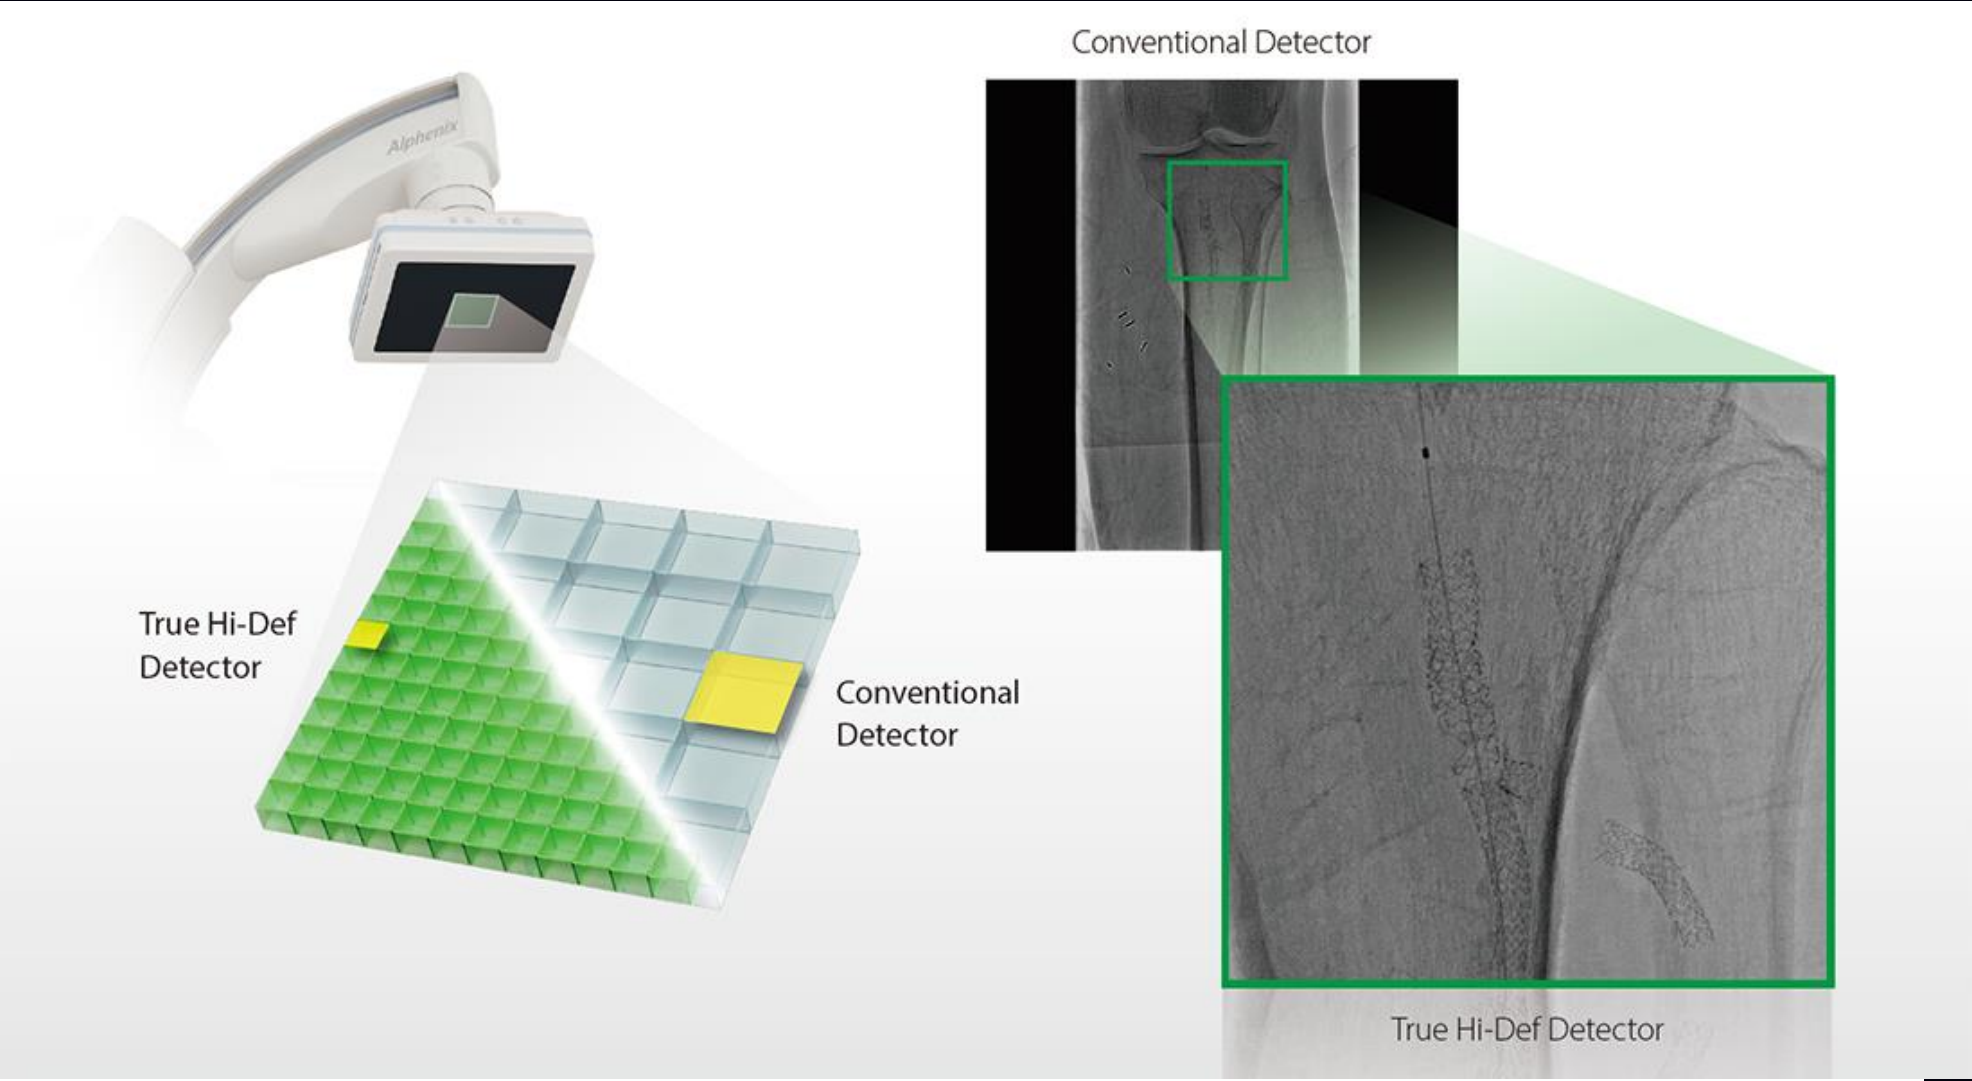 Conventional Detector
Alphenix
True Hi-Def
Detector
Conventional
Detector
True Hi-Def Detector